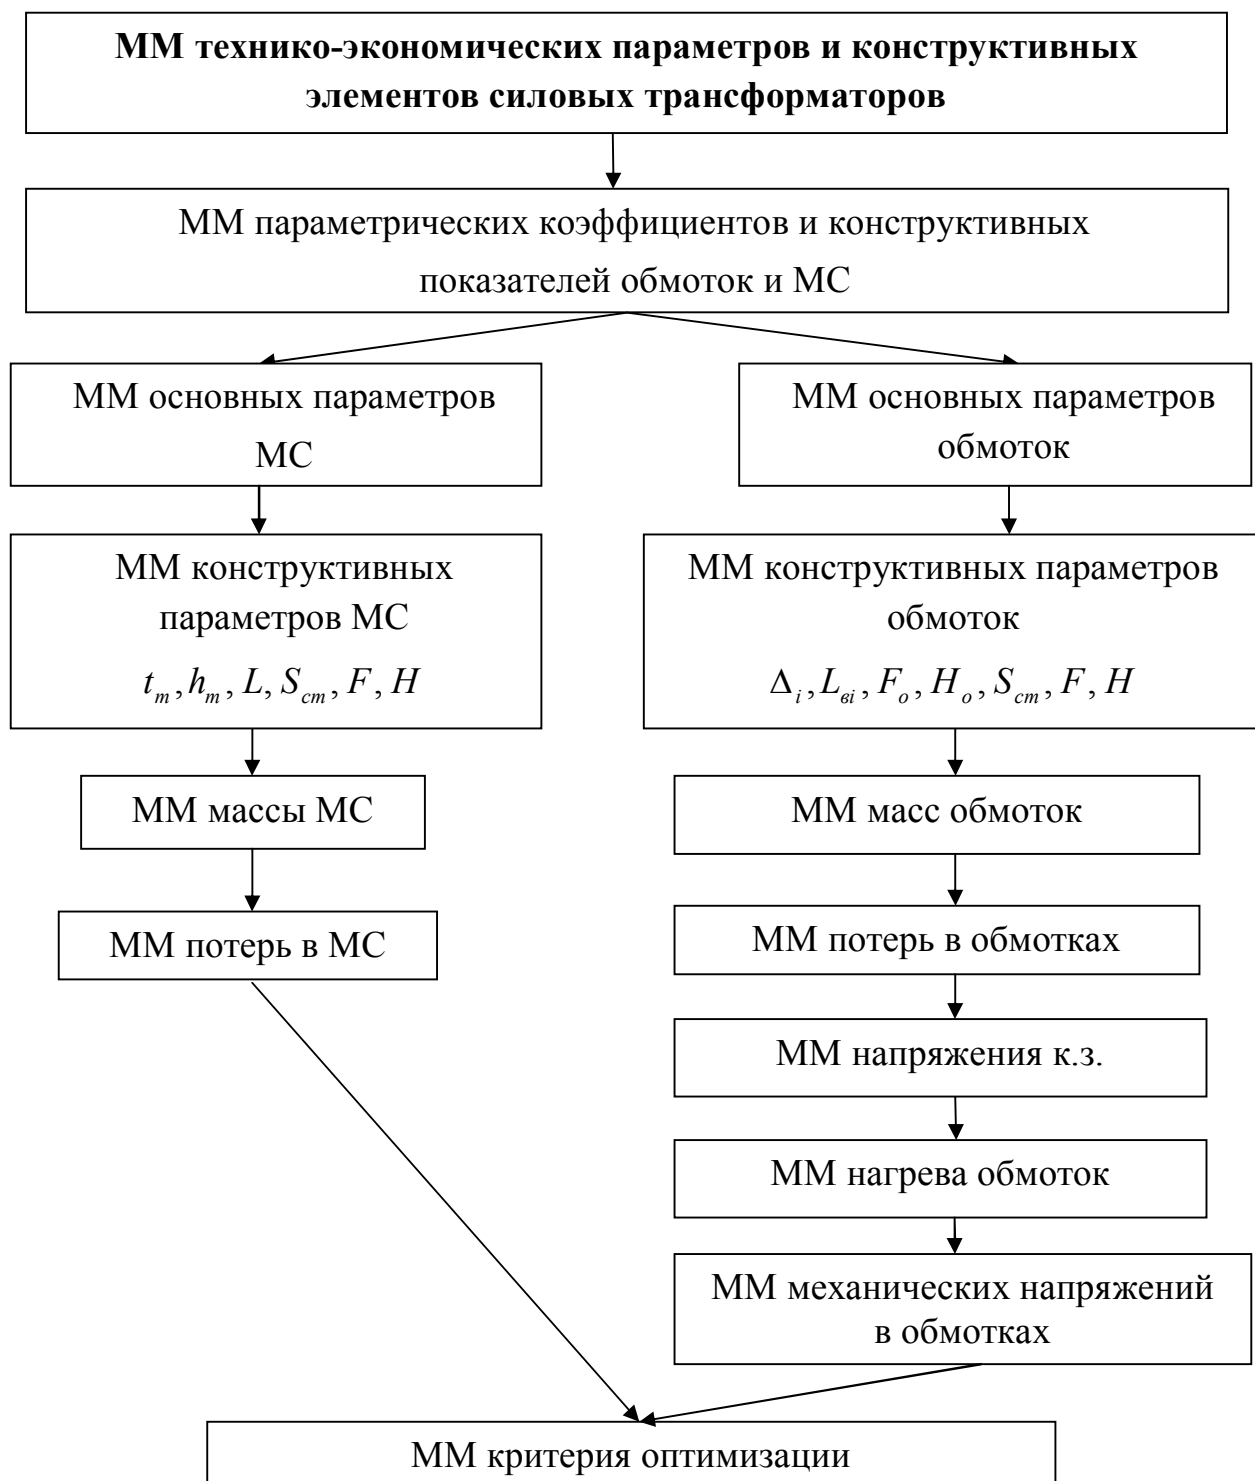 ММ технико-экономических параметров и конструктивных
элементов силовых трансформаторов
ММ параметрических коэффициентов и конструктивных
показателей обмоток и МС
ММ основных параметров
МС
ММ основных параметров
обмоток
ММ конструктивных
параметров МС
t_m, h_m, L, S_cm, F, H
ММ конструктивных параметров
обмоток
Δ_i, L_вi, F_o, H_o, S_cm, F, H
ММ массы МС
ММ масс обмоток
ММ потерь в МС
ММ потерь в обмотках
ММ напряжения к.з.
ММ нагрева обмоток
ММ механических напряжений
в обмотках
ММ критерия оптимизации